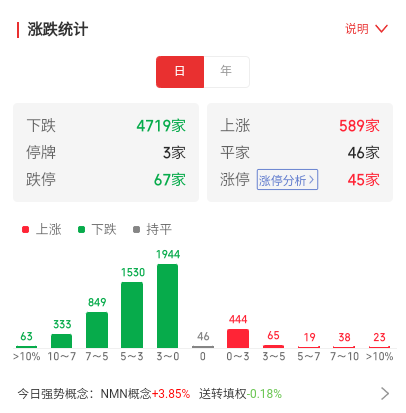 涨跌统计 说明
日 年
下跌 4719家 上涨 589家
停牌 3家 平家 46家
跌停 67家 涨停 涨停分析 45家
上涨 下跌 持平
63 333 849 1530 1944 46 444 65 19 38 23
>10% 10~7 7~5 5~3 3~0 0 0~3 3~5 5~7 7~10 >10%
今日强势概念：NMN概念+3.85% 送转填权-0.18%